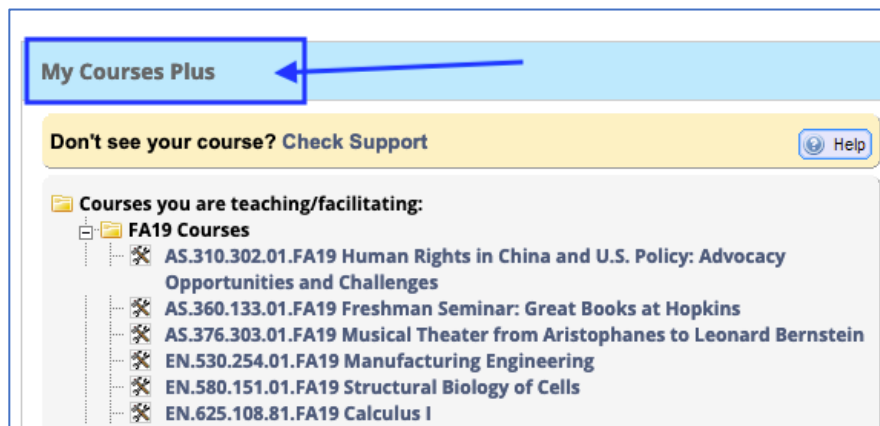 My Courses Plus
Don't see your course? Check Support
Help
Courses you are teaching/facilitating:
FA19 Courses
AS.310.302.01.FA19 Human Rights in China and U.S. Policy: Advocacy
Opportunities and Challenges
AS.360.133.01.FA19 Freshman Seminar: Great Books at Hopkins
AS.376.303.01.FA19 Musical Theater from Aristophanes to Leonard Bernstein
EN.530.254.01.FA19 Manufacturing Engineering
EN.580.151.01.FA19 Structural Biology of Cells
EN.625.108.81.FA19 Calculus I